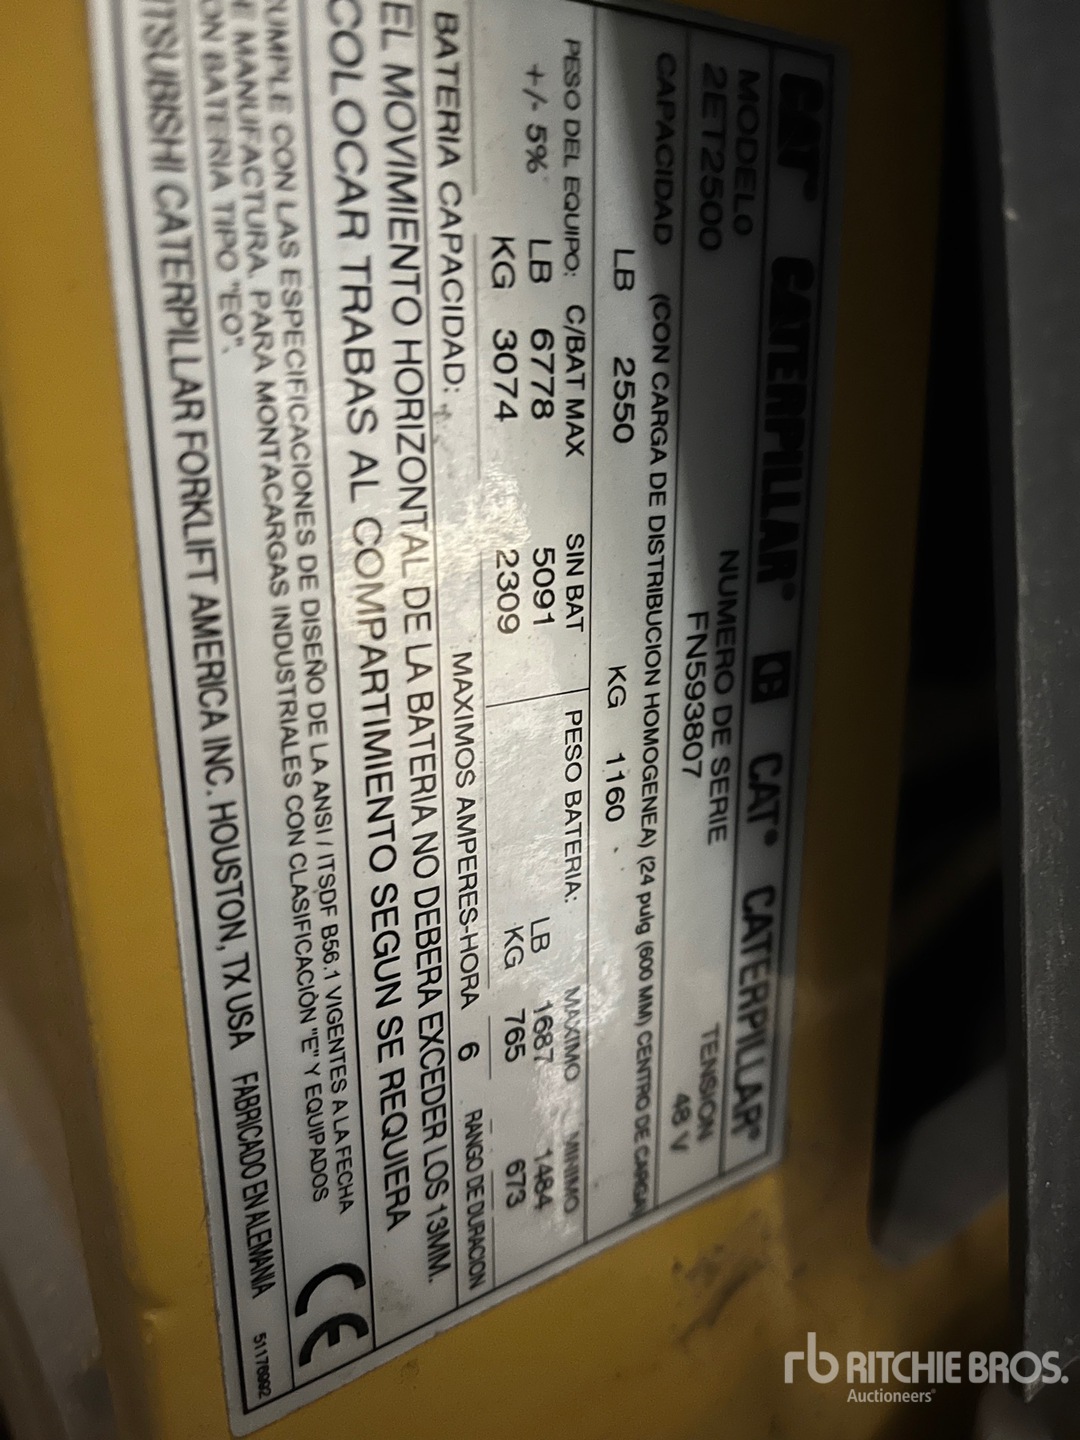 CAT CATERPILLAR® C CAT® CATERPILLAR®
MODELO NUMERO DE SERIE TENSION
2ET2500 FN593807 48 V
CAPACIDAD (CON CARGA DE DISTRIBUCION HOMOGENEA) (24 pulg (600 MM) CENTRO DE CARGA)
LB 2550 KG 1160
PESO DEL EQUIPO: C/BAT MAX SIN BAT PESO BATERIA: MAXIMO MINIMO
+/- 5% LB 6778 5091 LB 1687 1484
KG 3074 2309 KG 765 673
BATERIA CAPACIDAD: MAXIMOS AMPERES-HORA 6 RANGO DE DURACION
EL MOVIMIENTO HORIZONTAL DE LA BATERIA NO DEBERA EXCEDER LOS 13MM.
COLOCAR TRABAS AL COMPARTIMIENTO SEGUN SE REQUIERA
CUMPLE CON LAS ESPECIFICACIONES DE DISEÑO DE LA ANSI / ITSDF B56.1 VIGENTES A LA FECHA
DE MANUFACTURA, PARA MONTACARGAS INDUSTRIALES CON CLASIFICACIÓN "E" Y EQUIPADOS
CON BATERIA TIPO "EO".
CE
ITSUBISHI CATERPILLAR FORKLIFT AMERICA INC. HOUSTON, TX USA FABRICADO EN ALEMANIA 51176992
rb RITCHIE BROS.
Auctioneers®